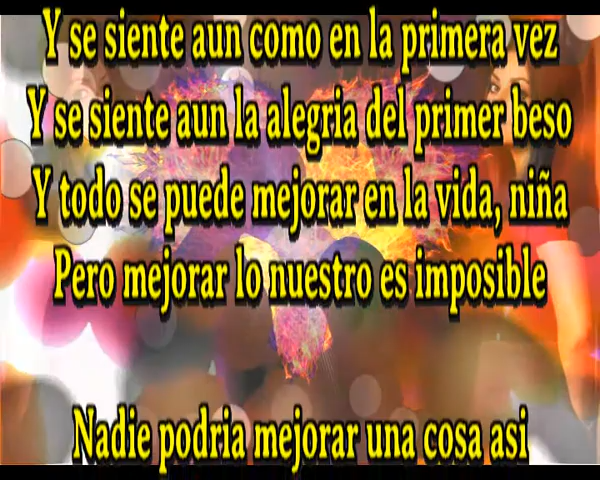 Y se siente aun como en la primera vez
Y se siente aun la alegria del primer beso
Y todo se puede mejorar en la vida, niña
Pero mejorar lo nuestro es imposible
Nadie podria mejorar una cosa asi